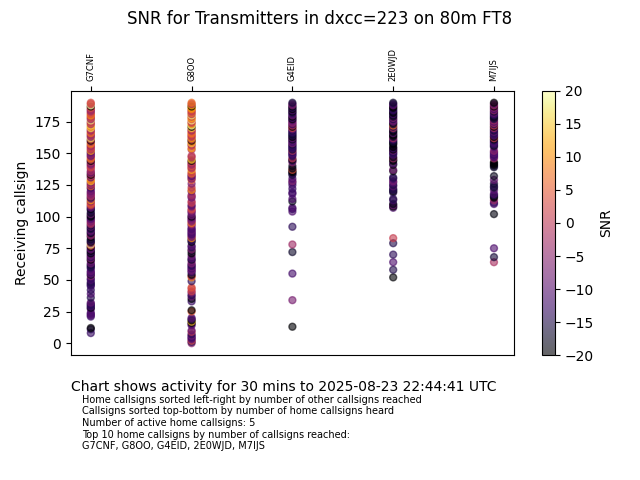 SNR for Transmitters in dxcc=223 on 80m FT8
G7CNF G8OO G4EID 2E0WJD M7IJS
Receiving callsign
175
150
125
100
75
50
25
0
20
15
10
5
0
−5
−10
−15
−20
SNR
Chart shows activity for 30 mins to 2025-08-23 22:44:41 UTC
Home callsigns sorted left-right by number of other callsigns reached
Callsigns sorted top-bottom by number of home callsigns heard
Number of active home callsigns: 5
Top 10 home callsigns by number of callsigns reached:
G7CNF, G8OO, G4EID, 2E0WJD, M7IJS